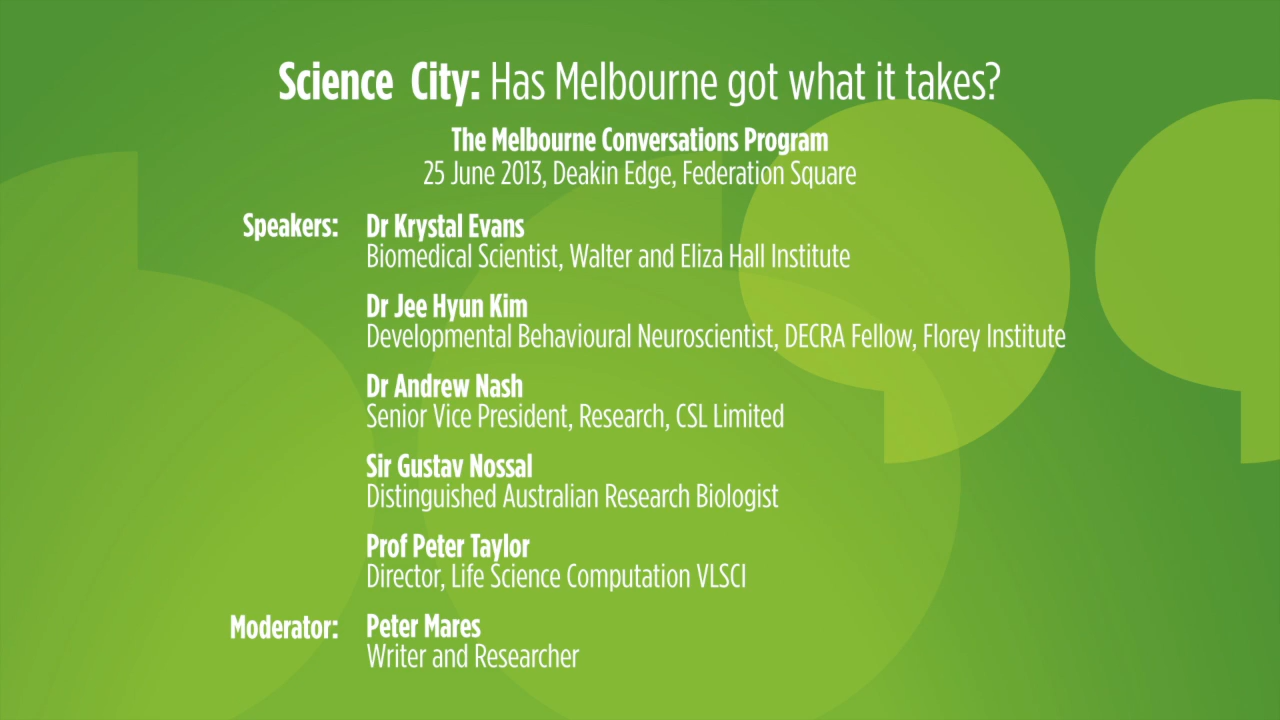 Science City: Has Melbourne got what it takes?
The Melbourne Conversations Program
25 June 2013, Deakin Edge, Federation Square
Speakers: Dr Krystal Evans
Biomedical Scientist, Walter and Eliza Hall Institute
Dr Jee Hyun Kim
Developmental Behavioural Neuroscientist, DECRA Fellow, Florey Institute
Dr Andrew Nash
Senior Vice President, Research, CSL Limited
Sir Gustav Nossal
Distinguished Australian Research Biologist
Prof Peter Taylor
Director, Life Science Computation VLSCI
Moderator: Peter Mares
Writer and Researcher